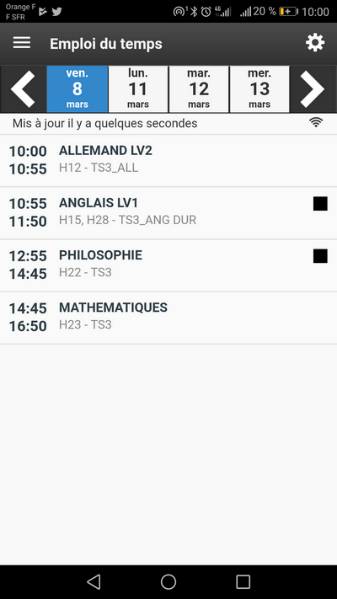 Orange F
F SFR
20 % 10:00
Emploi du temps
ven. lun. mar. mer.
8 11 12 13
mars mars mars mars
Mis à jour il y a quelques secondes
10:00 ALLEMAND LV2
10:55 H12 - TS3_ALL
10:55 ANGLAIS LV1
11:50 H15, H28 - TS3_ANG DUR
12:55 PHILOSOPHIE
14:45 H22 - TS3
14:45 MATHEMATIQUES
16:50 H23 - TS3